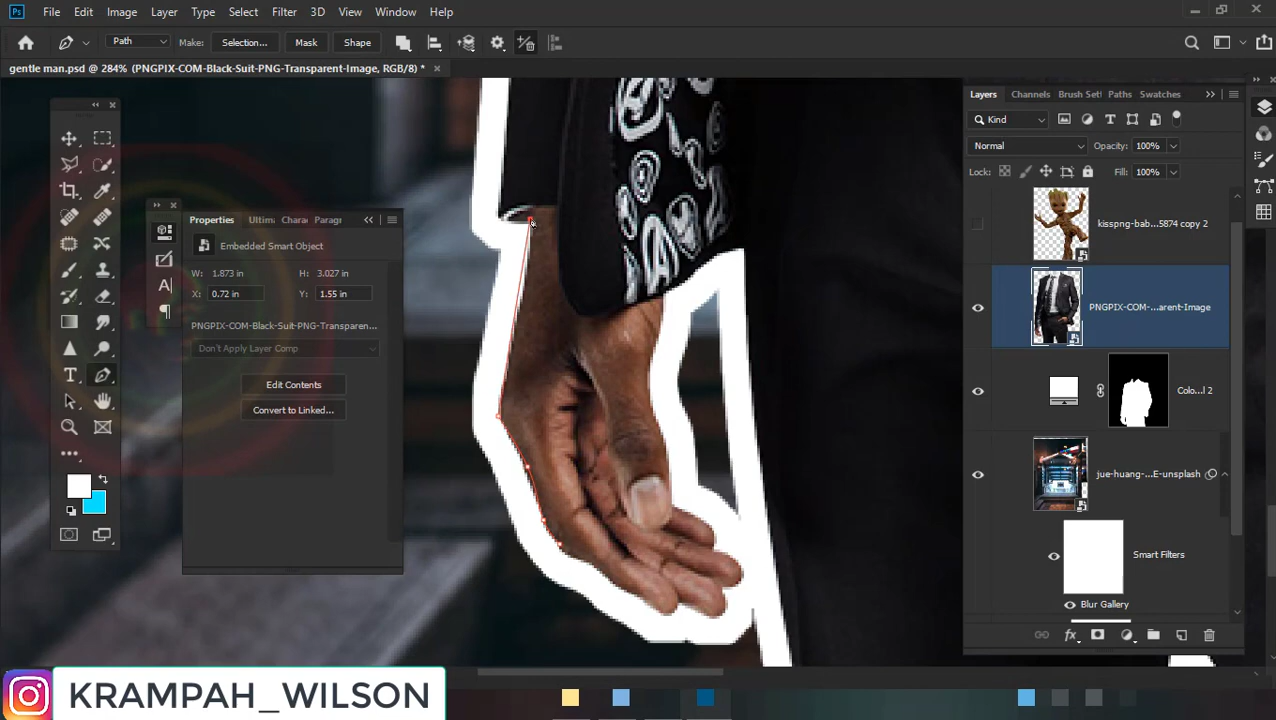 Ps File Edit Image Layer Type Select Filter 3D View Window Help
Path Make: Selection... Mask Shape
gentle man.psd @ 284% (PNGPIX-COM-Black-Suit-PNG-Transparent-Image, RGB/8) *
Properties Ultima Chara Paragr
Embedded Smart Object
W: 1.873 in H: 3.027 in
X: 0.72 in Y: 1.55 in
PNGPIX-COM-Black-Suit-PNG-Transparen...
Don't Apply Layer Comp
Edit Contents
Convert to Linked...
Layers Channels Brush Sett Paths Swatches
Kind
Normal Opacity: 100%
Lock: Fill: 100%
kisspng-bab...5874 copy 2
PNGPIX-COM-...arent-Image
Colo...l 2
jue-huang-...E-unsplash
Smart Filters
Blur Gallery
fx
KRAMPAH_WILSON